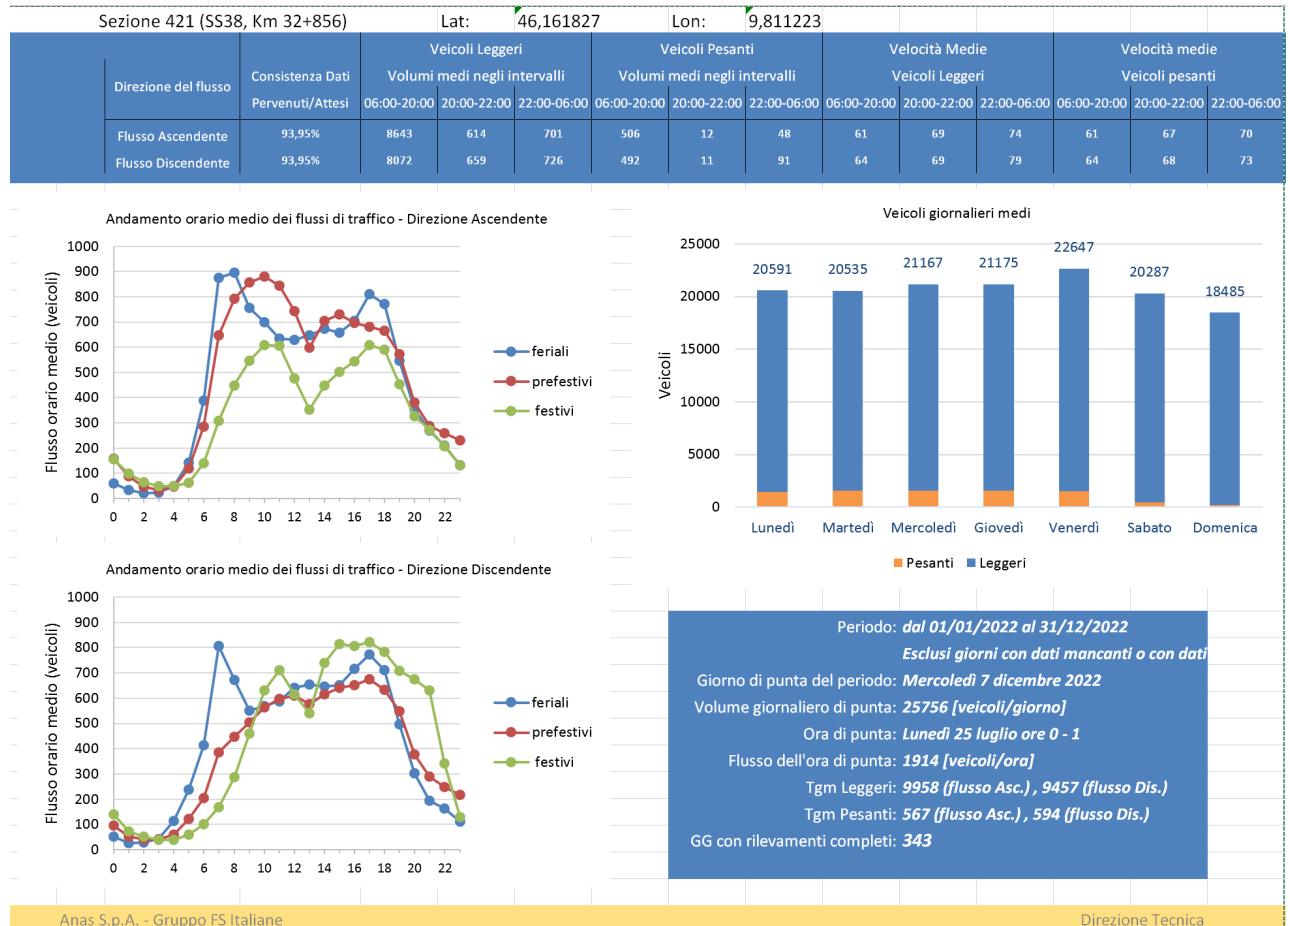 Sezione 421 (SS38, Km 32+856) Lat: 46,161827 Lon: 9,811223
Veicoli Leggeri Veicoli Pesanti Velocità Medie Velocità medie
Direzione del flusso Consistenza Dati Volumi medi negli intervalli Volumi medi negli intervalli Veicoli Leggeri Veicoli pesanti
Pervenuti/Attesi 06:00-20:00 20:00-22:00 22:00-06:00 06:00-20:00 20:00-22:00 22:00-06:00 06:00-20:00 20:00-22:00 22:00-06:00 06:00-20:00 20:00-22:00 22:00-06:00
Flusso Ascendente 93,95% 8643 614 701 506 12 48 61 69 74 61 67 70
Flusso Discendente 93,95% 8072 659 726 492 11 91 64 69 79 64 68 73
Andamento orario medio dei flussi di traffico - Direzione Ascendente
Flusso orario medio (veicoli)
1000
900
800
700
600
500
400
300
200
100
0
0 2 4 6 8 10 12 14 16 18 20 22
feriali
prefestivi
festivi
Veicoli giornalieri medi
Veicoli
25000
20000
15000
10000
5000
0
20591 20535 21167 21175 22647 20287 18485
Lunedì Martedì Mercoledì Giovedì Venerdì Sabato Domenica
Pesanti Leggeri
Andamento orario medio dei flussi di traffico - Direzione Discendente
Flusso orario medio (veicoli)
1000
900
800
700
600
500
400
300
200
100
0
0 2 4 6 8 10 12 14 16 18 20 22
feriali
prefestivi
festivi
Periodo: dal 01/01/2022 al 31/12/2022
Esclusi giorni con dati mancanti o con dati
Giorno di punta del periodo: Mercoledì 7 dicembre 2022
Volume giornaliero di punta: 25756 [veicoli/giorno]
Ora di punta: Lunedì 25 luglio ore 0 - 1
Flusso dell'ora di punta: 1914 [veicoli/ora]
Tgm Leggeri: 9958 (flusso Asc.) , 9457 (flusso Dis.)
Tgm Pesanti: 567 (flusso Asc.) , 594 (flusso Dis.)
GG con rilevamenti completi: 343
Anas S.p.A. - Gruppo FS Italiane Direzione Tecnica